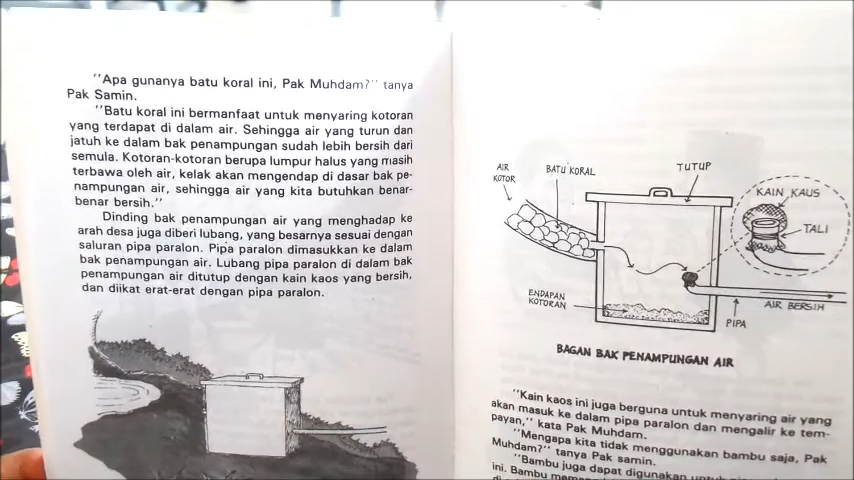 "Apa gunanya batu koral ini, Pak Muhdam?" tanya
Pak Samin.
"Batu koral ini bermanfaat untuk menyaring kotoran
yang terdapat di dalam air. Sehingga air yang turun dan
jatuh ke dalam bak penampungan sudah lebih bersih dari
semula. Kotoran-kotoran berupa lumpur halus yang masih
terbawa oleh air, kelak akan mengendap di dasar bak pe-
nampungan air, sehingga air yang kita butuhkan benar-
benar bersih."
Dinding bak penampungan air yang menghadap ke
arah desa juga diberi lubang, yang besarnya sesuai dengan
saluran pipa paralon. Pipa paralon dimasukkan ke dalam
bak penampungan air. Lubang pipa paralon di dalam bak
penampungan air ditutup dengan kain kaos yang bersih,
dan diikat erat-erat dengan pipa paralon.
AIR
KOTOR
BATU KORAL
TUTUP
KAIN KAUS
TALI
ENDAPAN
KOTORAN
AIR BERSIH
PIPA
BAGAN BAK PENAMPUNGAN AIR
"Kain kaos ini juga berguna untuk menyaring air yang
akan masuk ke dalam pipa paralon dan mengalir ke tem-
payan," kata Pak Muhdam.
"Mengapa kita tidak menggunakan bambu saja, Pak
Muhdam?" tanya Pak samin.
"Bambu juga dapat digunakan untuk
ini. Bambu